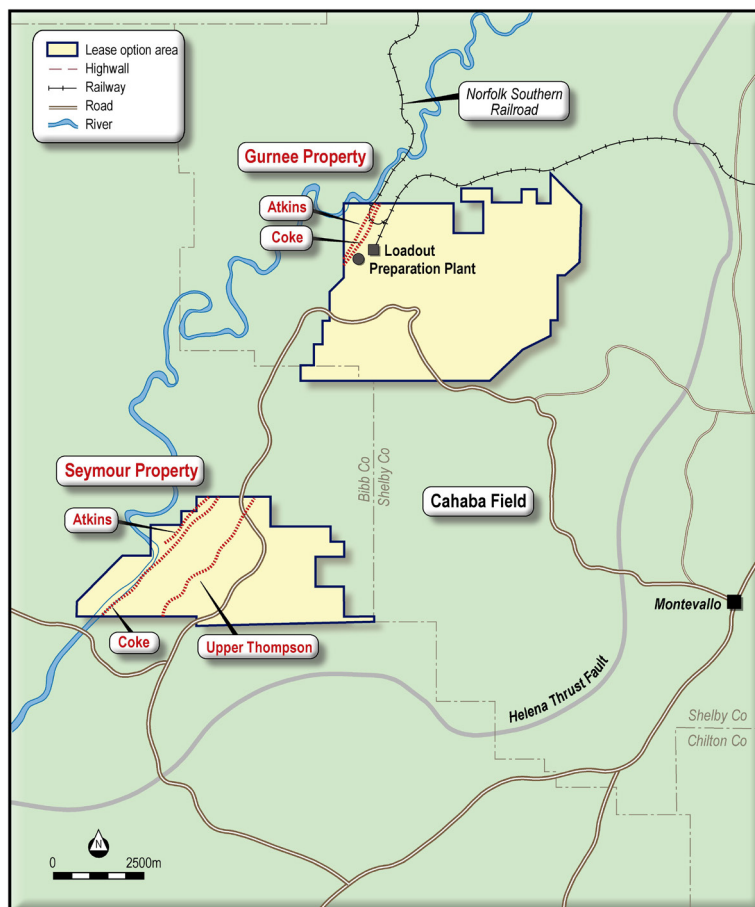 Lease option area
Highwall
Railway
Road
River
Norfolk Southern
Railroad
Gurnee Property
Atkins
Coke
Loadout
Preparation Plant
Bibb Co
Shelby Co
Seymour Property
Atkins
Cahaba Field
Coke
Upper Thompson
Montevallo
Helena Thrust Fault
Shelby Co
Chilton Co
N
0 2500m